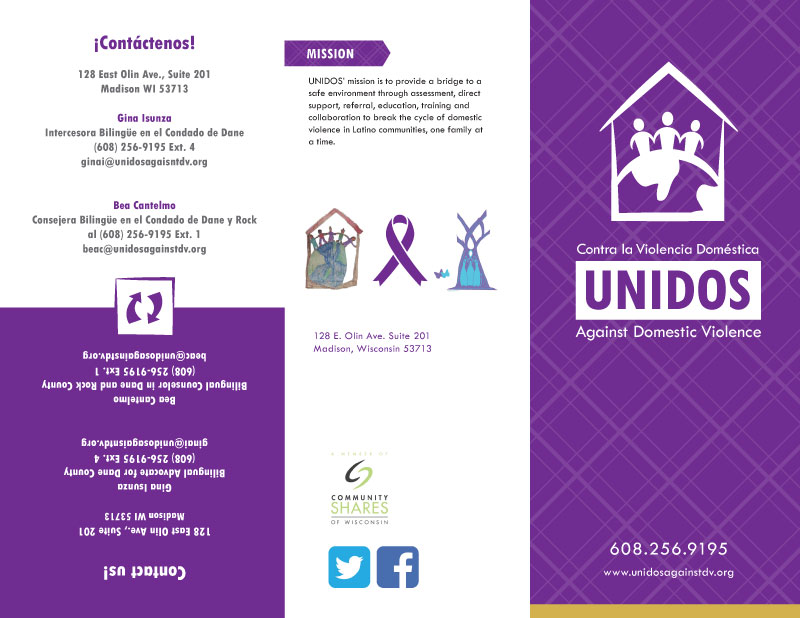 ¡Contáctenos!
128 East Olin Ave., Suite 201
Madison WI 53713
Gina Isunza
Intercesora Bilingüe en el Condado de Dane
(608) 256-9195 Ext. 4
ginai@unidosagaisntdv.org
Bea Cantelmo
Consejera Bilingüe en el Condado de Dane y Rock
al (608) 256-9195 Ext. 1
beac@unidosagainstdv.org
Contact us!
128 East Olin Ave., Suite 201
Madison WI 53713
Gina Isunza
Bilingual Advocate for Dane County
(608) 256-9195 Ext. 4
ginai@unidosagaisntdv.org
Bea Cantelmo
Bilingual Counselor in Dane and Rock County
(608) 256-9195 Ext. 1
beac@unidosagainstdv.org
MISSION
UNIDOS' mission is to provide a bridge to a
safe environment through assessment, direct
support, referral, education, training and
collaboration to break the cycle of domestic
violence in Latino communities, one family at
a time.
128 E. Olin Ave. Suite 201
Madison, Wisconsin 53713
A MEMBER OF
COMMUNITY
SHARES
OF WISCONSIN
Contra la Violencia Doméstica
UNIDOS
Against Domestic Violence
608.256.9195
www.unidosagainstdv.org